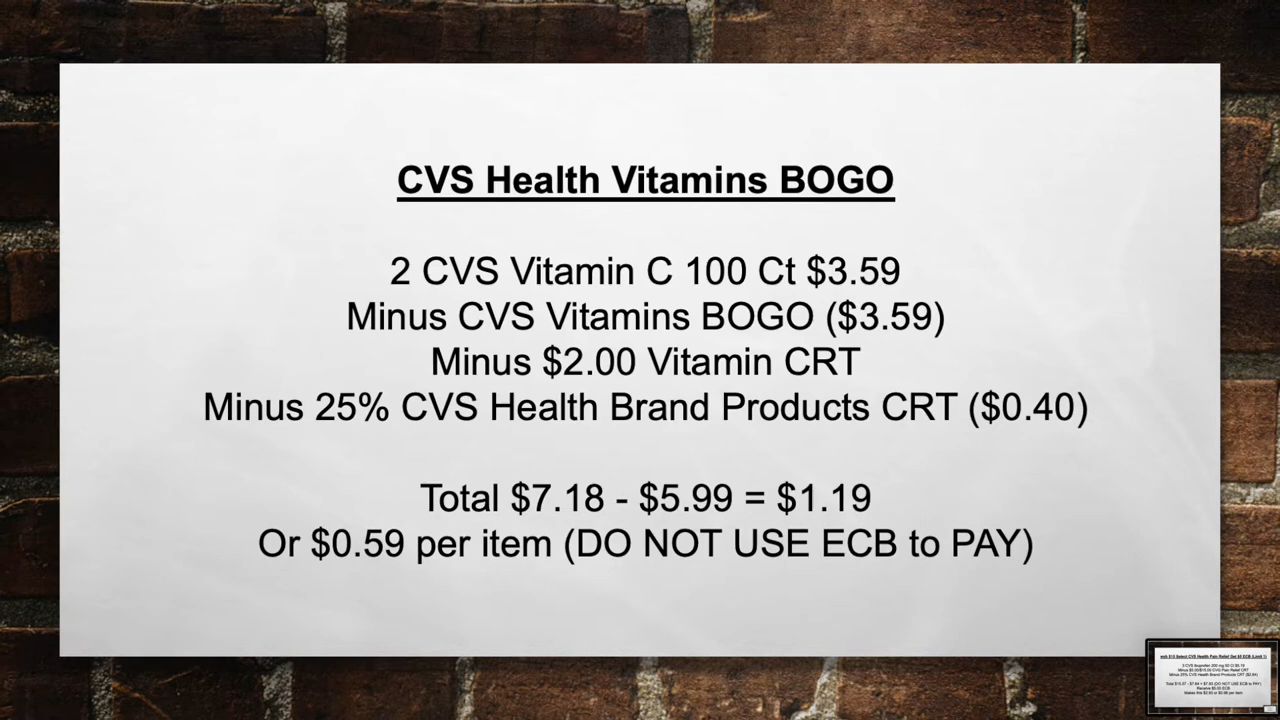 CVS Health Vitamins BOGO
2 CVS Vitamin C 100 Ct $3.59
Minus CVS Vitamins BOGO ($3.59)
Minus $2.00 Vitamin CRT
Minus 25% CVS Health Brand Products CRT ($0.40)
Total $7.18 - $5.99 = $1.19
Or $0.59 per item (DO NOT USE ECB to PAY)